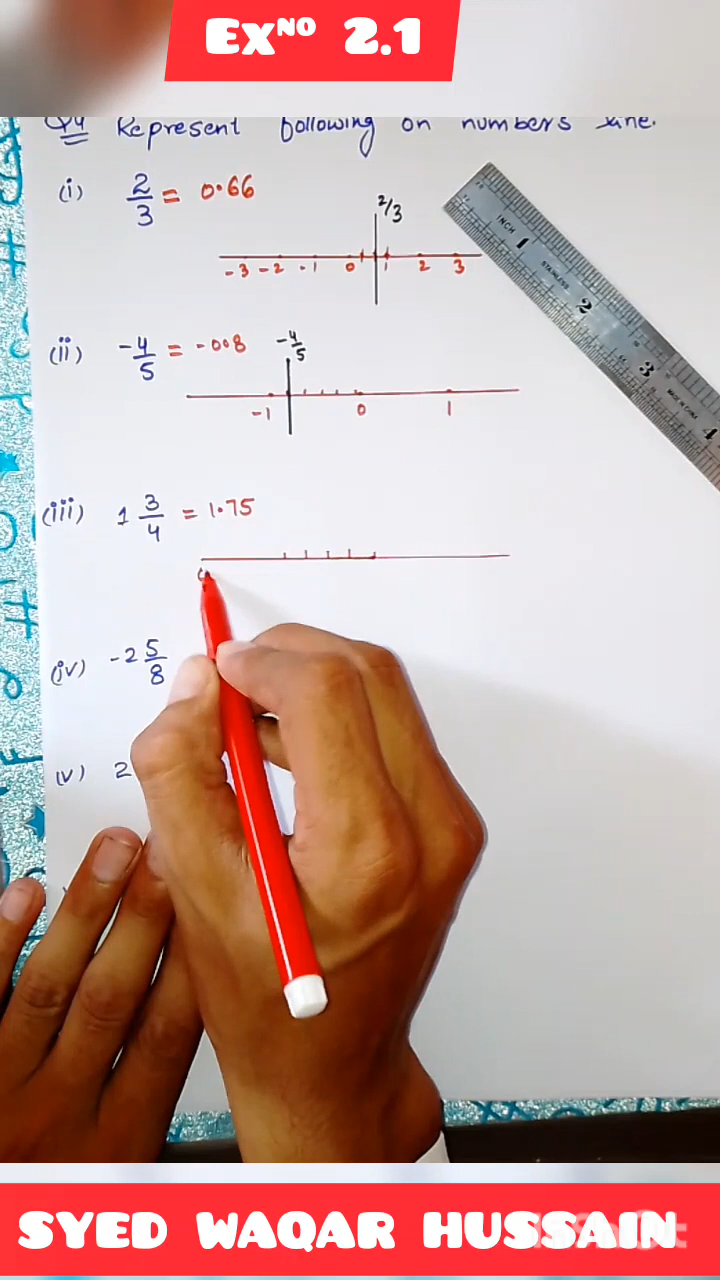 EXNO 2.1
Q4 Represent following on numbers line.
(i) 2/3 = 0.66
2/3
-3 -2 -1 0 1 2 3
(ii) -4/5 = -0.8
-4/5
-1 0 1
(iii) 1 3/4 = 1.75
(iv) -2 5/8
(v) 2
INCH 1 2 3 4
STAINLESS
MADE IN CHINA
SYED WAQAR HUSSAIN